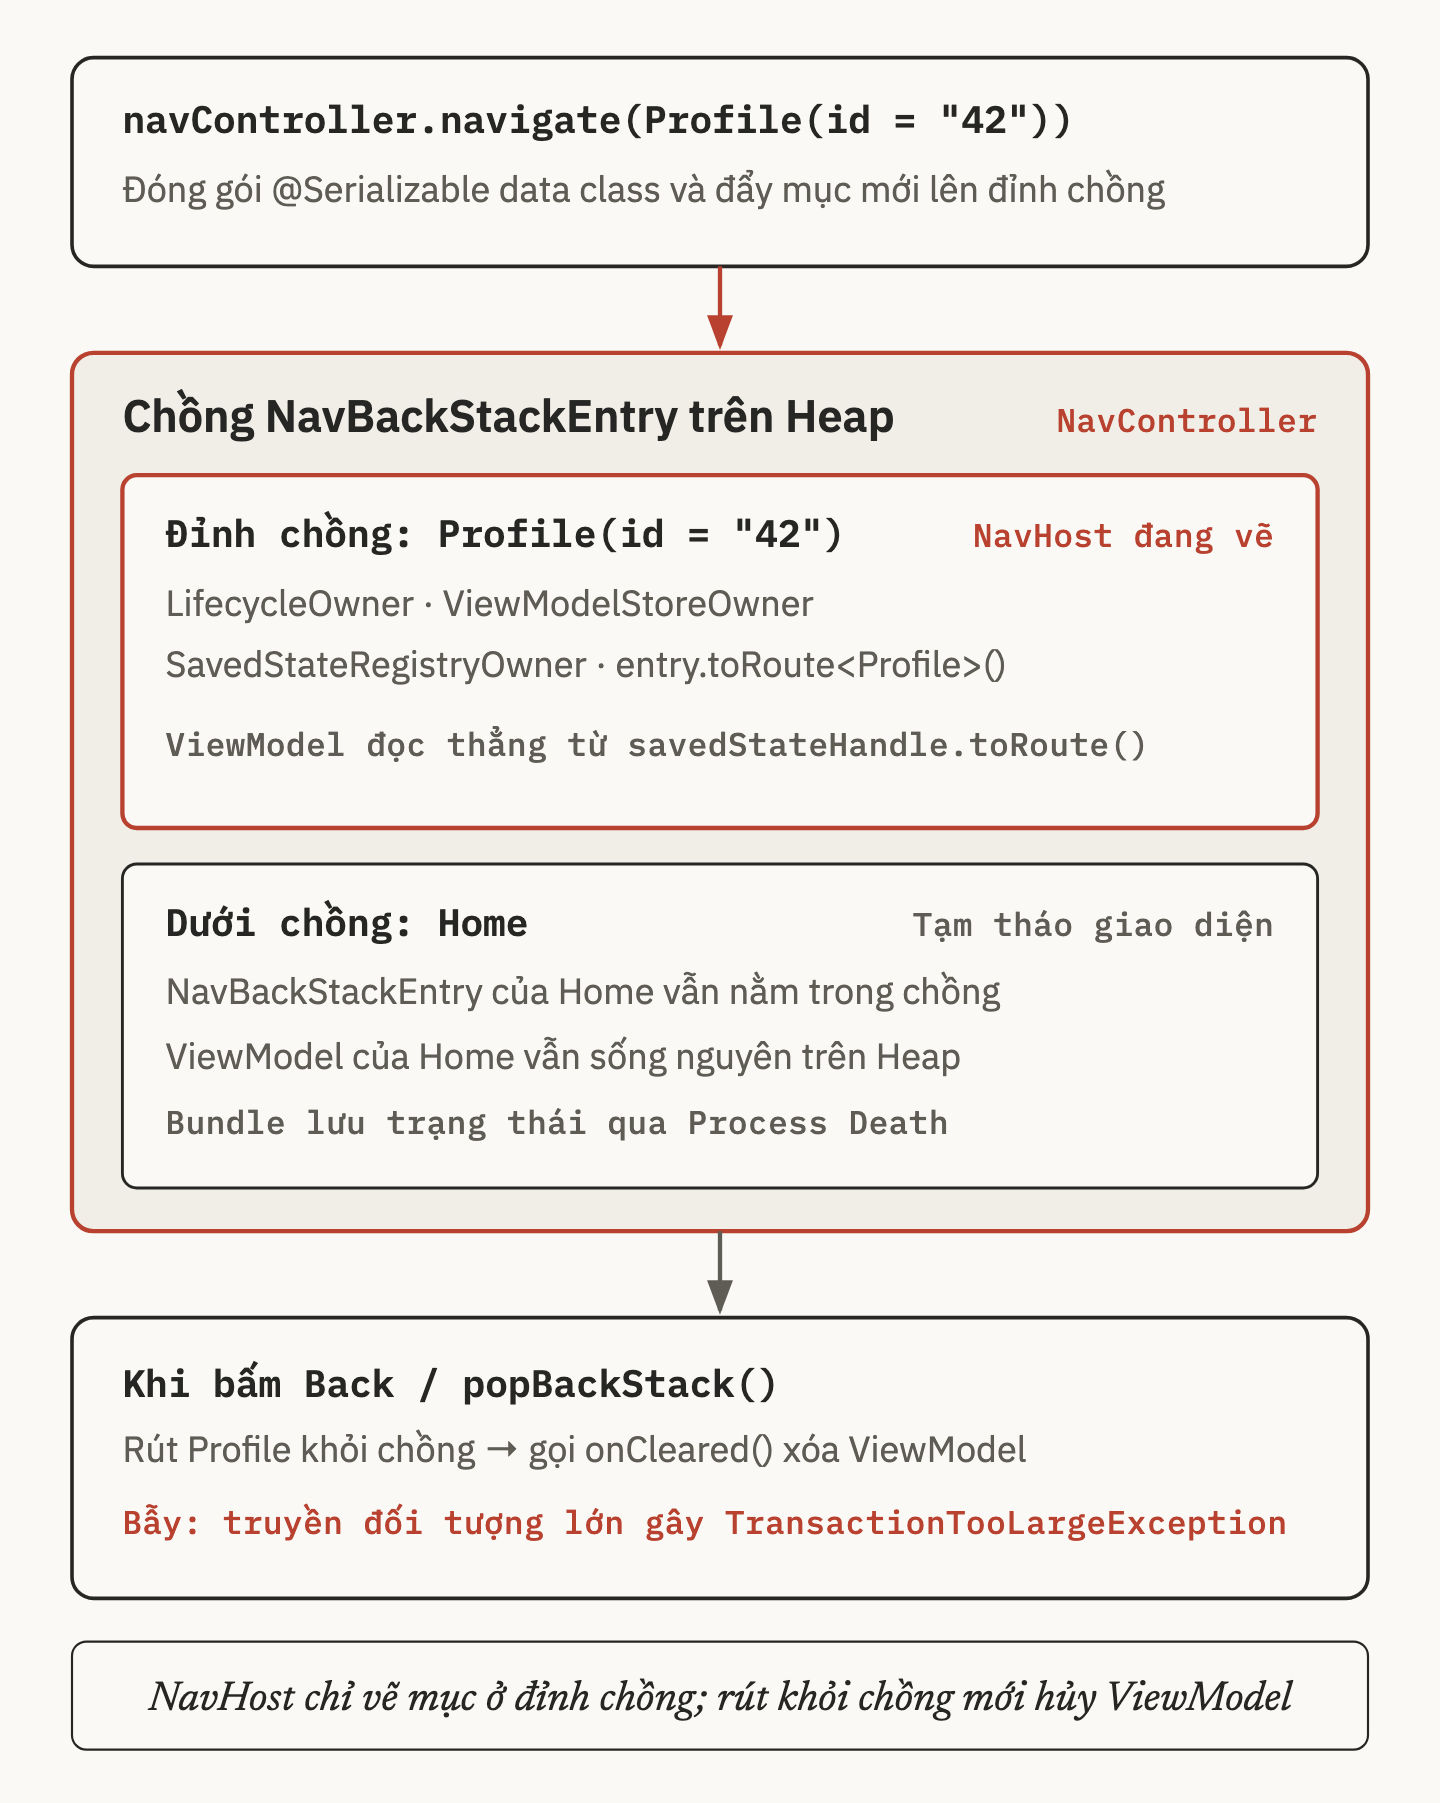 navController.navigate(Profile(id = "42"))
Đóng gói @Serializable data class và đẩy mục mới lên đỉnh chồng
Chồng NavBackStackEntry trên Heap
NavController
Đỉnh chồng: Profile(id = "42")
NavHost đang vẽ
LifecycleOwner · ViewModelStoreOwner
SavedStateRegistryOwner · entry.toRoute<Profile>()
ViewModel đọc thẳng từ savedStateHandle.toRoute()
Dưới chồng: Home
Tạm tháo giao diện
NavBackStackEntry của Home vẫn nằm trong chồng
ViewModel của Home vẫn sống nguyên trên Heap
Bundle lưu trạng thái qua Process Death
Khi bấm Back / popBackStack()
Rút Profile khỏi chồng → gọi onCleared() xóa ViewModel
Bẫy: truyền đối tượng lớn gây TransactionTooLargeException
NavHost chỉ vẽ mục ở đỉnh chồng; rút khỏi chồng mới hủy ViewModel